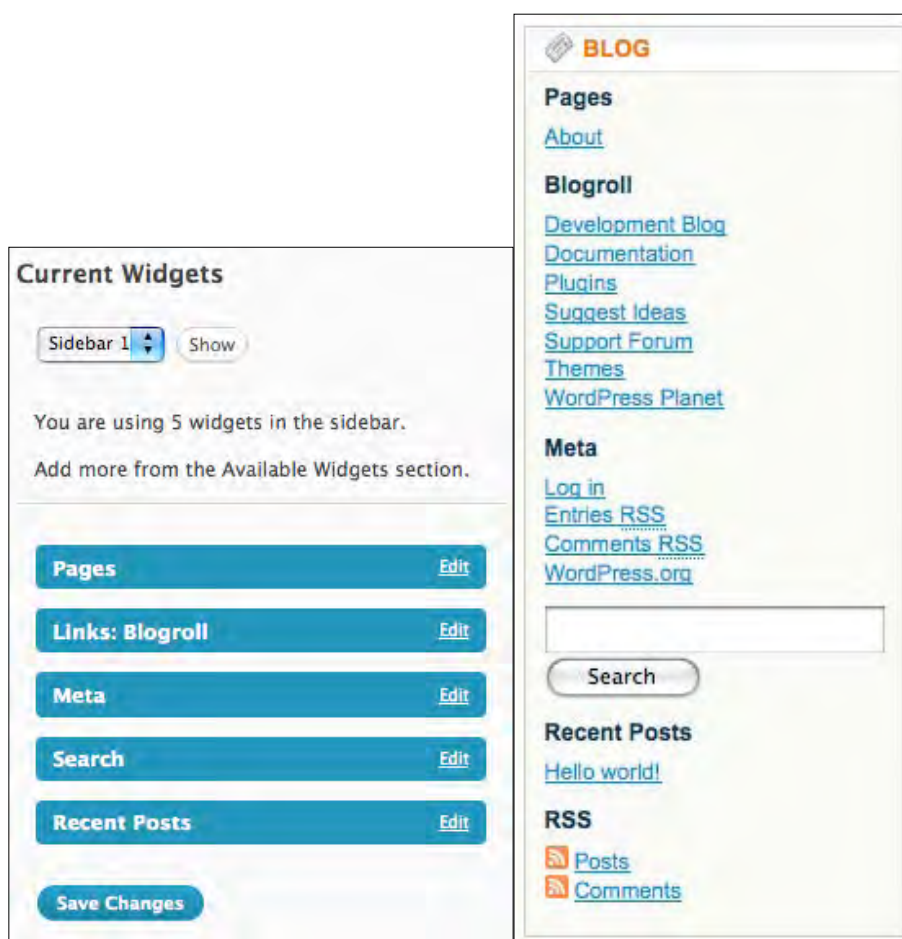 Current Widgets
Sidebar 1 Show
You are using 5 widgets in the sidebar.
Add more from the Available Widgets section.
Pages Edit
Links: Blogroll Edit
Meta Edit
Search Edit
Recent Posts Edit
Save Changes
BLOG
Pages
About
Blogroll
Development Blog
Documentation
Plugins
Suggest Ideas
Support Forum
Themes
WordPress Planet
Meta
Log in
Entries RSS
Comments RSS
WordPress.org
Search
Recent Posts
Hello world!
RSS
Posts
Comments